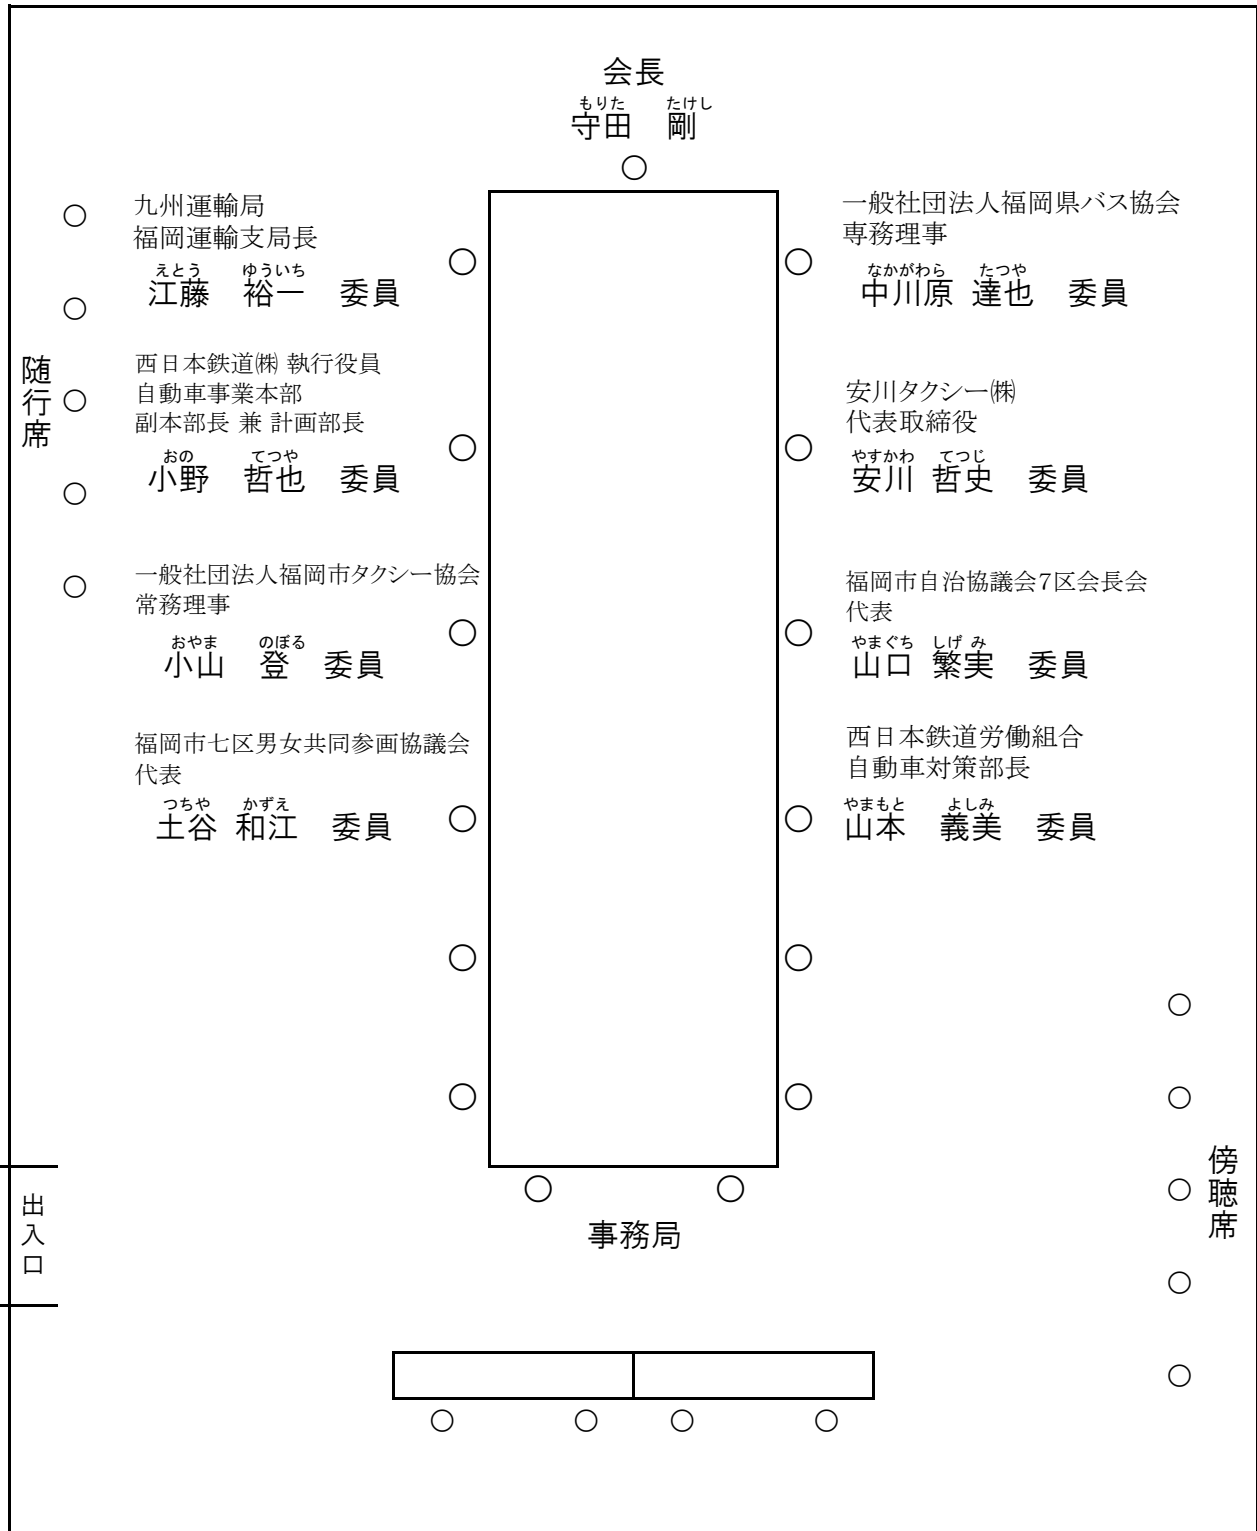 会長
もりた たけし
守田 剛
九州運輸局
福岡運輸支局長
えとう ゆういち
江藤 裕一 委員
西日本鉄道㈱ 執行役員
自動車事業本部
副本部長 兼 計画部長
おの てつや
小野 哲也 委員
一般社団法人福岡市タクシー協会
常務理事
おやま のぼる
小山 登 委員
福岡市七区男女共同参画協議会
代表
つちや かずえ
土谷 和江 委員
一般社団法人福岡県バス協会
専務理事
なかがわら たつや
中川原 達也 委員
安川タクシー㈱
代表取締役
やすかわ てつじ
安川 哲史 委員
福岡市自治協議会7区会長会
代表
やまぐち しげ み
山口 繁実 委員
西日本鉄道労働組合
自動車対策部長
やまもと よしみ
山本 義美 委員
随行席
出入口
事務局
傍聴席